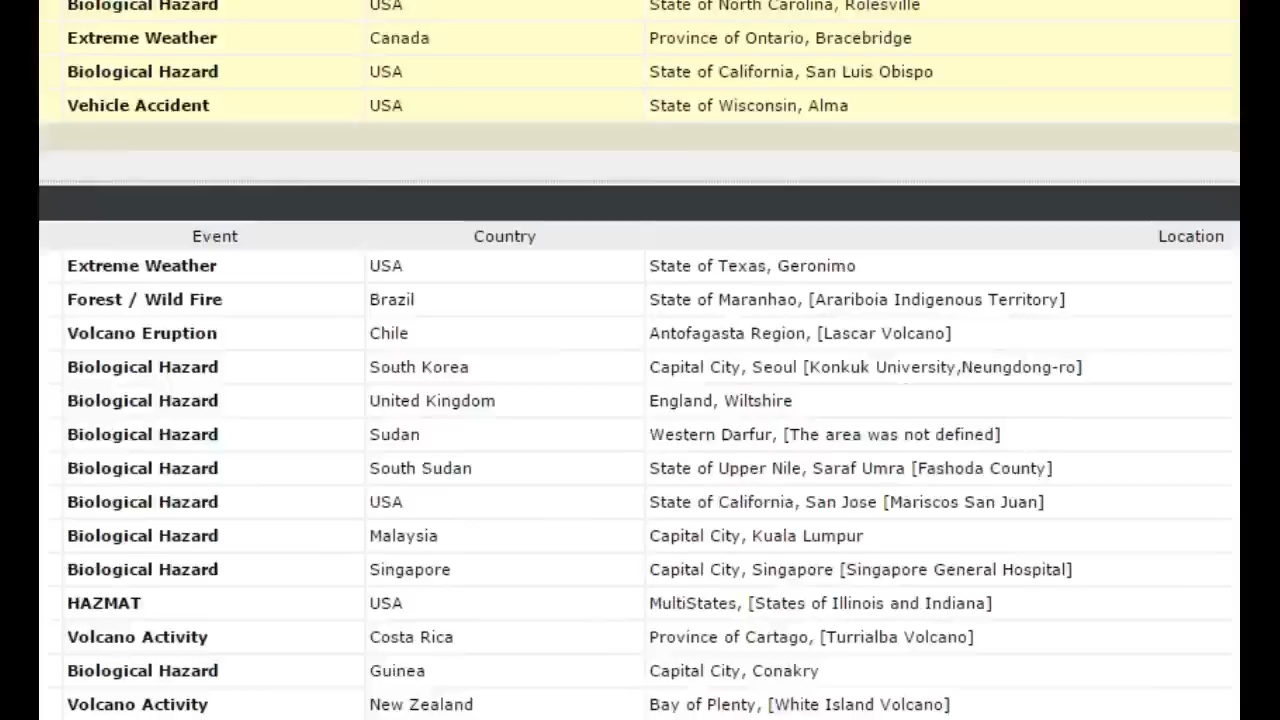 Biological Hazard USA State of North Carolina, Rolesville
Extreme Weather Canada Province of Ontario, Bracebridge
Biological Hazard USA State of California, San Luis Obispo
Vehicle Accident USA State of Wisconsin, Alma
Event Country Location
Extreme Weather USA State of Texas, Geronimo
Forest / Wild Fire Brazil State of Maranhao, [Arariboia Indigenous Territory]
Volcano Eruption Chile Antofagasta Region, [Lascar Volcano]
Biological Hazard South Korea Capital City, Seoul [Konkuk University,Neungdong-ro]
Biological Hazard United Kingdom England, Wiltshire
Biological Hazard Sudan Western Darfur, [The area was not defined]
Biological Hazard South Sudan State of Upper Nile, Saraf Umra [Fashoda County]
Biological Hazard USA State of California, San Jose [Mariscos San Juan]
Biological Hazard Malaysia Capital City, Kuala Lumpur
Biological Hazard Singapore Capital City, Singapore [Singapore General Hospital]
HAZMAT USA MultiStates, [States of Illinois and Indiana]
Volcano Activity Costa Rica Province of Cartago, [Turrialba Volcano]
Biological Hazard Guinea Capital City, Conakry
Volcano Activity New Zealand Bay of Plenty, [White Island Volcano]